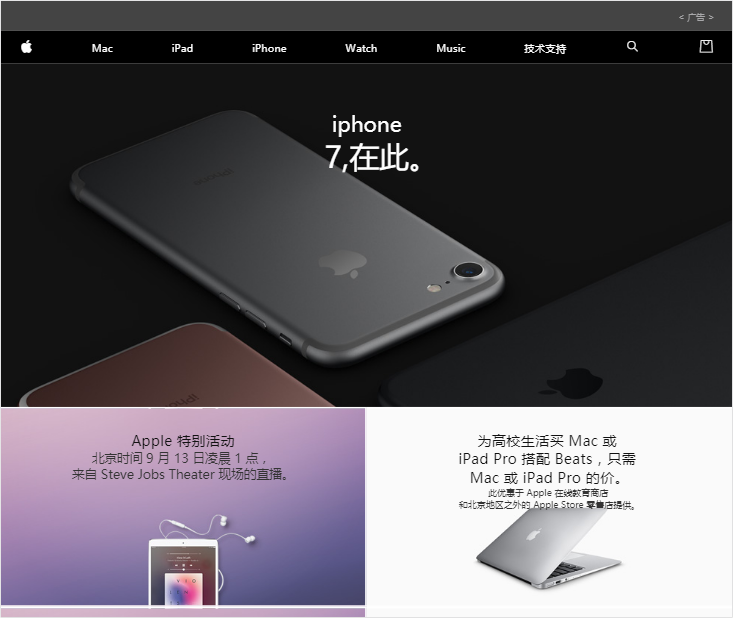 < 广告 >
Mac iPad iPhone Watch Music 技术支持
iphone
7,在此。
iPhone
iPhone
Apple 特别活动
北京时间 9 月 13 日凌晨 1 点，
来自 Steve Jobs Theater 现场的直播。
为高校生活买 Mac 或
iPad Pro 搭配 Beats，只需
Mac 或 iPad Pro 的价。
此优惠于 Apple 在线教育商店
和北京地区之外的 Apple Store 零售店提供。